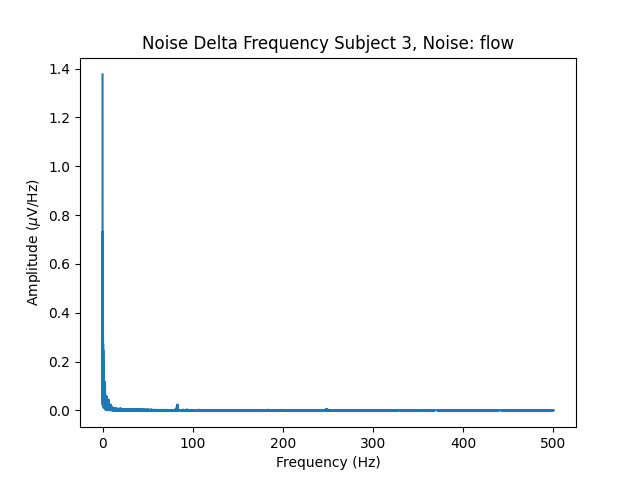 Noise Delta Frequency Subject 3, Noise: flow
1.4
1.2
1.0
0.8
0.6
0.4
0.2
0.0
Amplitude (μV/Hz)
0 100 200 300 400 500
Frequency (Hz)